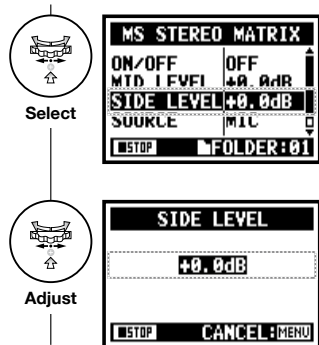 MS STEREO MATRIX
ON/OFF OFF
MID LEVEL +0.0dB
SIDE LEVEL +0.0dB
SOURCE MIC
STOP FOLDER:01
Select
SIDE LEVEL
+0.0dB
STOP CANCEL:MENU
Adjust